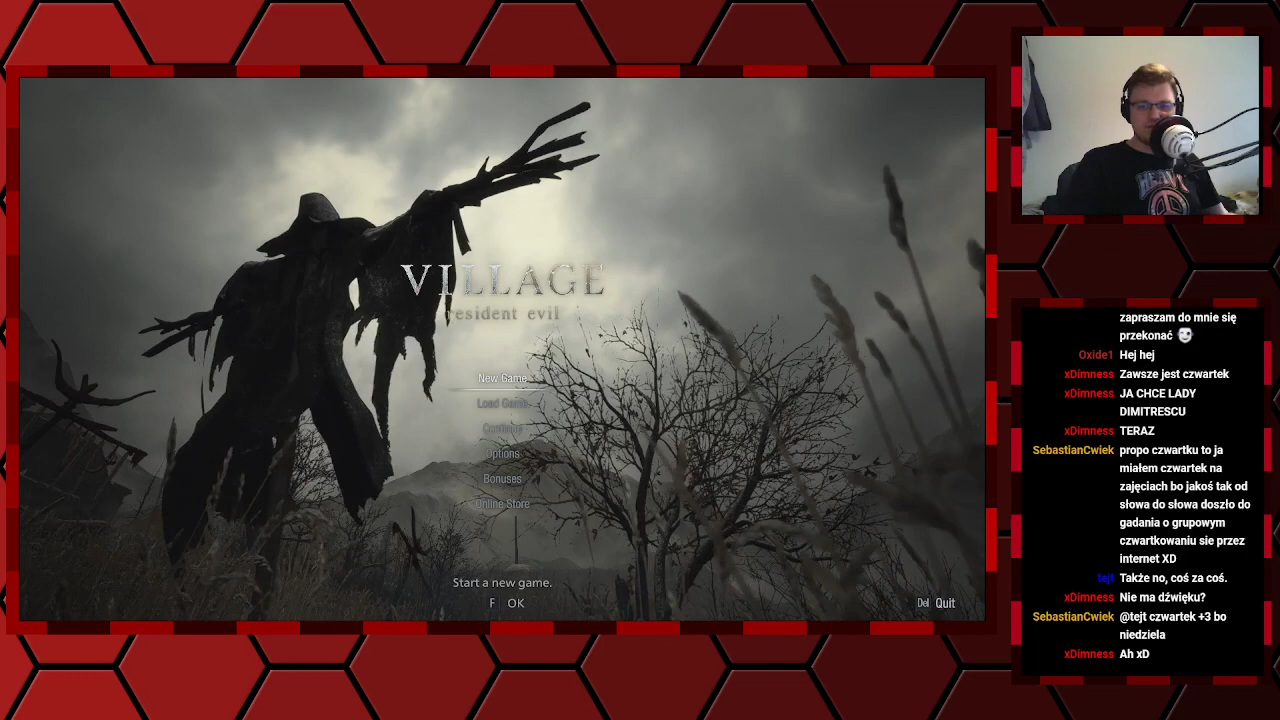 VILLAGE
resident evil
New Game
Load Game
Continue
Options
Bonuses
Online Store
Start a new game.
F OK
Del Quit
zapraszam do mnie się
przekonać
Oxide1 Hej hej
xDimness Zawsze jest czwartek
xDimness JA CHCE LADY
DIMITRESCU
xDimness TERAZ
SebastianCwiek propo czwartku to ja
miałem czwartek na
zajęciach bo jakoś tak od
słowa do słowa doszło do
gadania o grupowym
czwartkowaniu sie przez
internet XD
tejt Także no, coś za coś.
xDimness Nie ma dźwięku?
SebastianCwiek @tejt czwartek +3 bo
niedziela
xDimness Ah xD